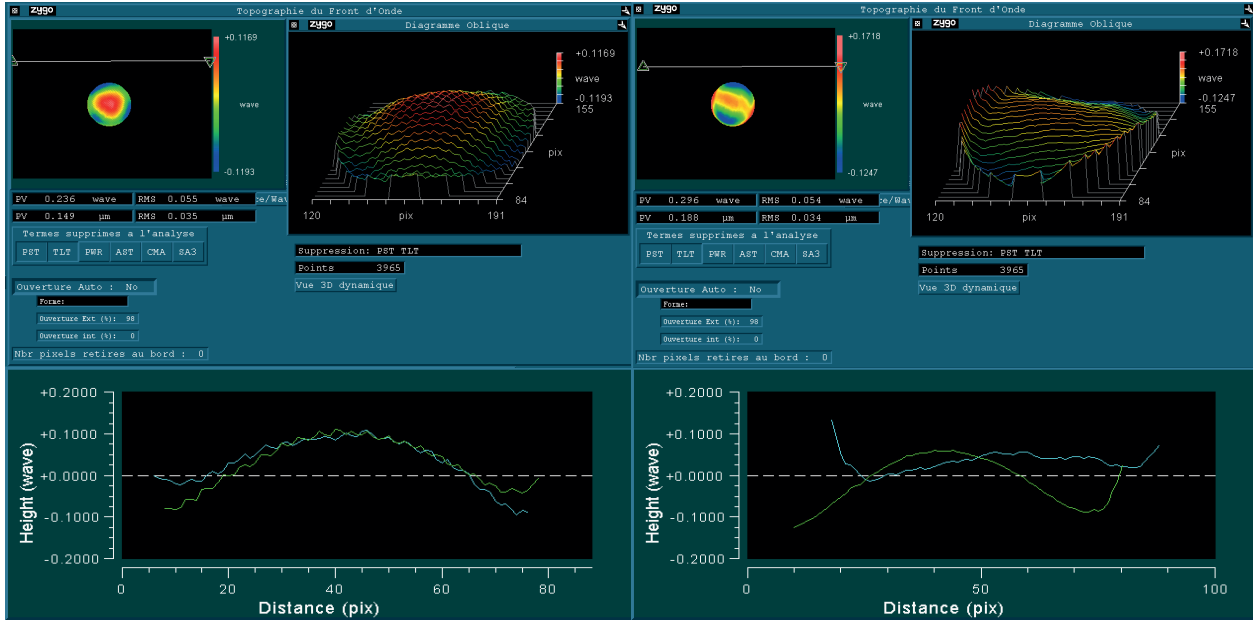 zygo Topographie du Front d'Onde
+0.1169
wave
-0.1193
zygo Diagramme Oblique
+0.1169
wave
-0.1193
155
pix
84
120
pix
191
PV 0.236 wave RMS 0.055 wave
PV 0.149 µm RMS 0.035 µm
Termes supprimes a l'analyse
PST TLT PWR AST CMA SA3
Suppression: PST TLT
Points 3965
Vue 3D dynamique
Ouverture Auto : No
Forme:
Ouverture Ext (%): 98
Ouverture int (%): 0
Nbr pixels retires au bord : 0
zygo Topographie du Front d'Onde
+0.1718
wave
-0.1247
zygo Diagramme Oblique
+0.1718
wave
-0.1247
155
pix
84
120
pix
191
PV 0.296 wave RMS 0.054 wave
PV 0.188 µm RMS 0.034 µm
Termes supprimes a l'analyse
PST TLT PWR AST CMA SA3
Suppression: PST TLT
Points 3965
Vue 3D dynamique
Ouverture Auto : No
Forme:
Ouverture Ext (%): 98
Ouverture int (%): 0
Nbr pixels retires au bord : 0
Height (wave)
+0.2000
+0.1000
+0.0000
-0.1000
-0.2000
0 20 40 60 80
Distance (pix)
Height (wave)
+0.2000
+0.1000
+0.0000
-0.1000
-0.2000
0 50 100
Distance (pix)